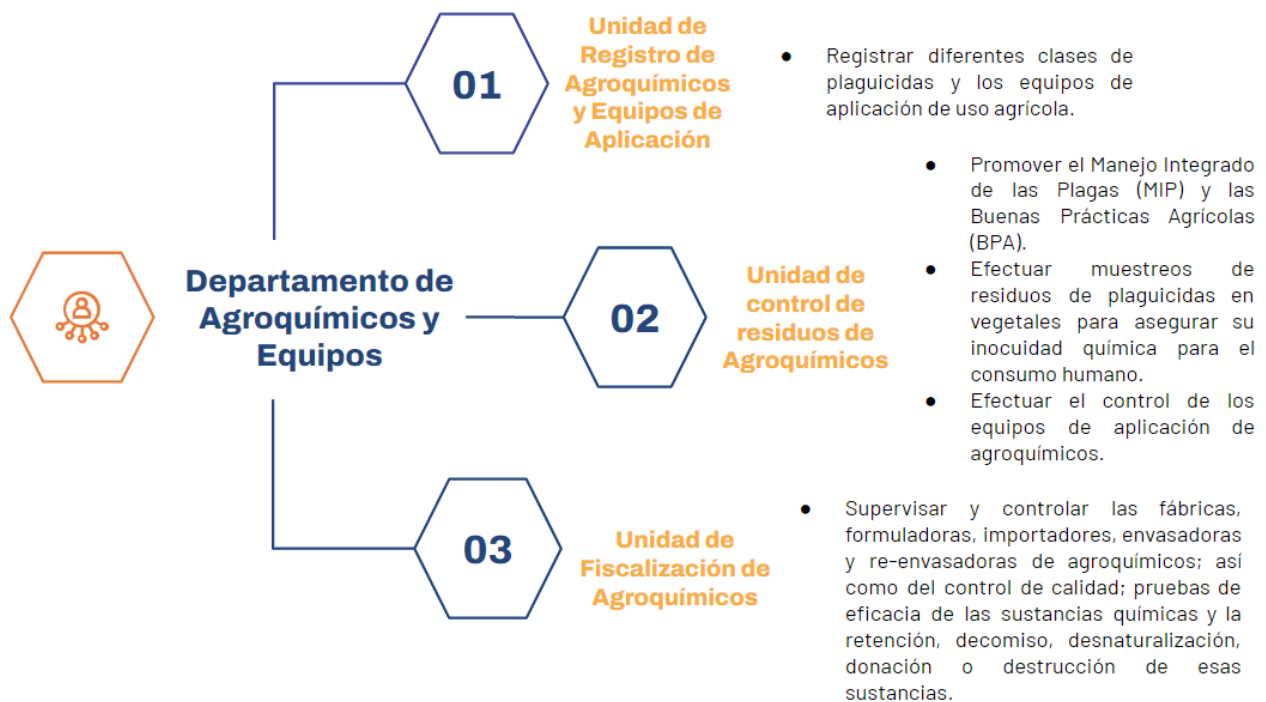 Departamento de
Agroquímicos y
Equipos
01
Unidad de
Registro de
Agroquímicos
y Equipos de
Aplicación
● Registrar diferentes clases de
plaguicidas y los equipos de
aplicación de uso agrícola.
02
Unidad de
control de
residuos de
Agroquímicos
● Promover el Manejo Integrado
de las Plagas (MIP) y las
Buenas Prácticas Agrícolas
(BPA).
● Efectuar muestreos de
residuos de plaguicidas en
vegetales para asegurar su
inocuidad química para el
consumo humano.
● Efectuar el control de los
equipos de aplicación de
agroquímicos.
03
Unidad de
Fiscalización de
Agroquímicos
● Supervisar y controlar las fábricas,
formuladoras, importadores, envasadoras
y re-envasadoras de agroquímicos; así
como del control de calidad; pruebas de
eficacia de las sustancias químicas y la
retención, decomiso, desnaturalización,
donación o destrucción de esas
sustancias.